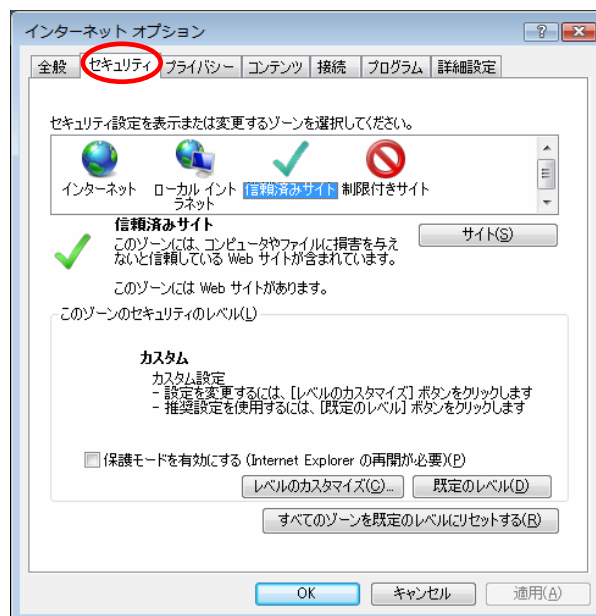 インターネット オプション
全般 セキュリティ プライバシー コンテンツ 接続 プログラム 詳細設定
セキュリティ設定を表示または変更するゾーンを選択してください。
インターネット ローカル イントラネット 信頼済みサイト 制限付きサイト
信頼済みサイト
サイト(S)
このゾーンには、コンピュータやファイルに損害を与え
ないと信頼している Web サイトが含まれています。
このゾーンには Web サイトがあります。
このゾーンのセキュリティのレベル(L)
カスタム
カスタム設定
- 設定を変更するには、[レベルのカスタマイズ] ボタンをクリックします
- 推奨設定を使用するには、[既定のレベル] ボタンをクリックします
保護モードを有効にする (Internet Explorer の再開が必要)(P)
レベルのカスタマイズ(C)... 既定のレベル(D)
すべてのゾーンを既定のレベルにリセットする(R)
OK キャンセル 適用(A)